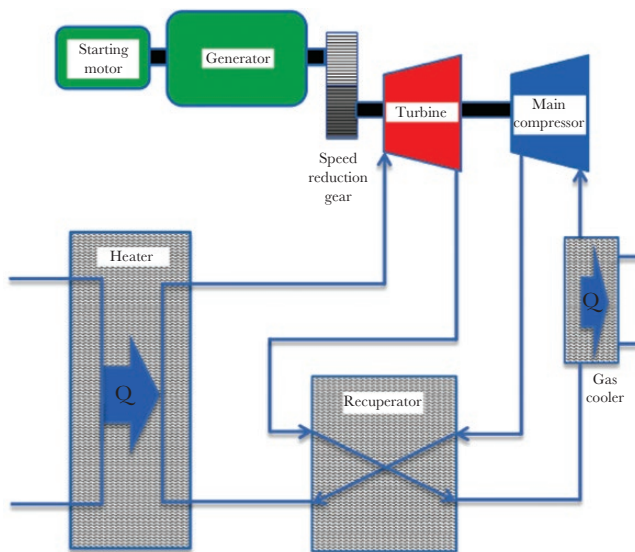 Starting
motor
Generator
Turbine
Main
compressor
Speed
reduction
gear
Heater
Q
Q
Gas
cooler
Recuperator